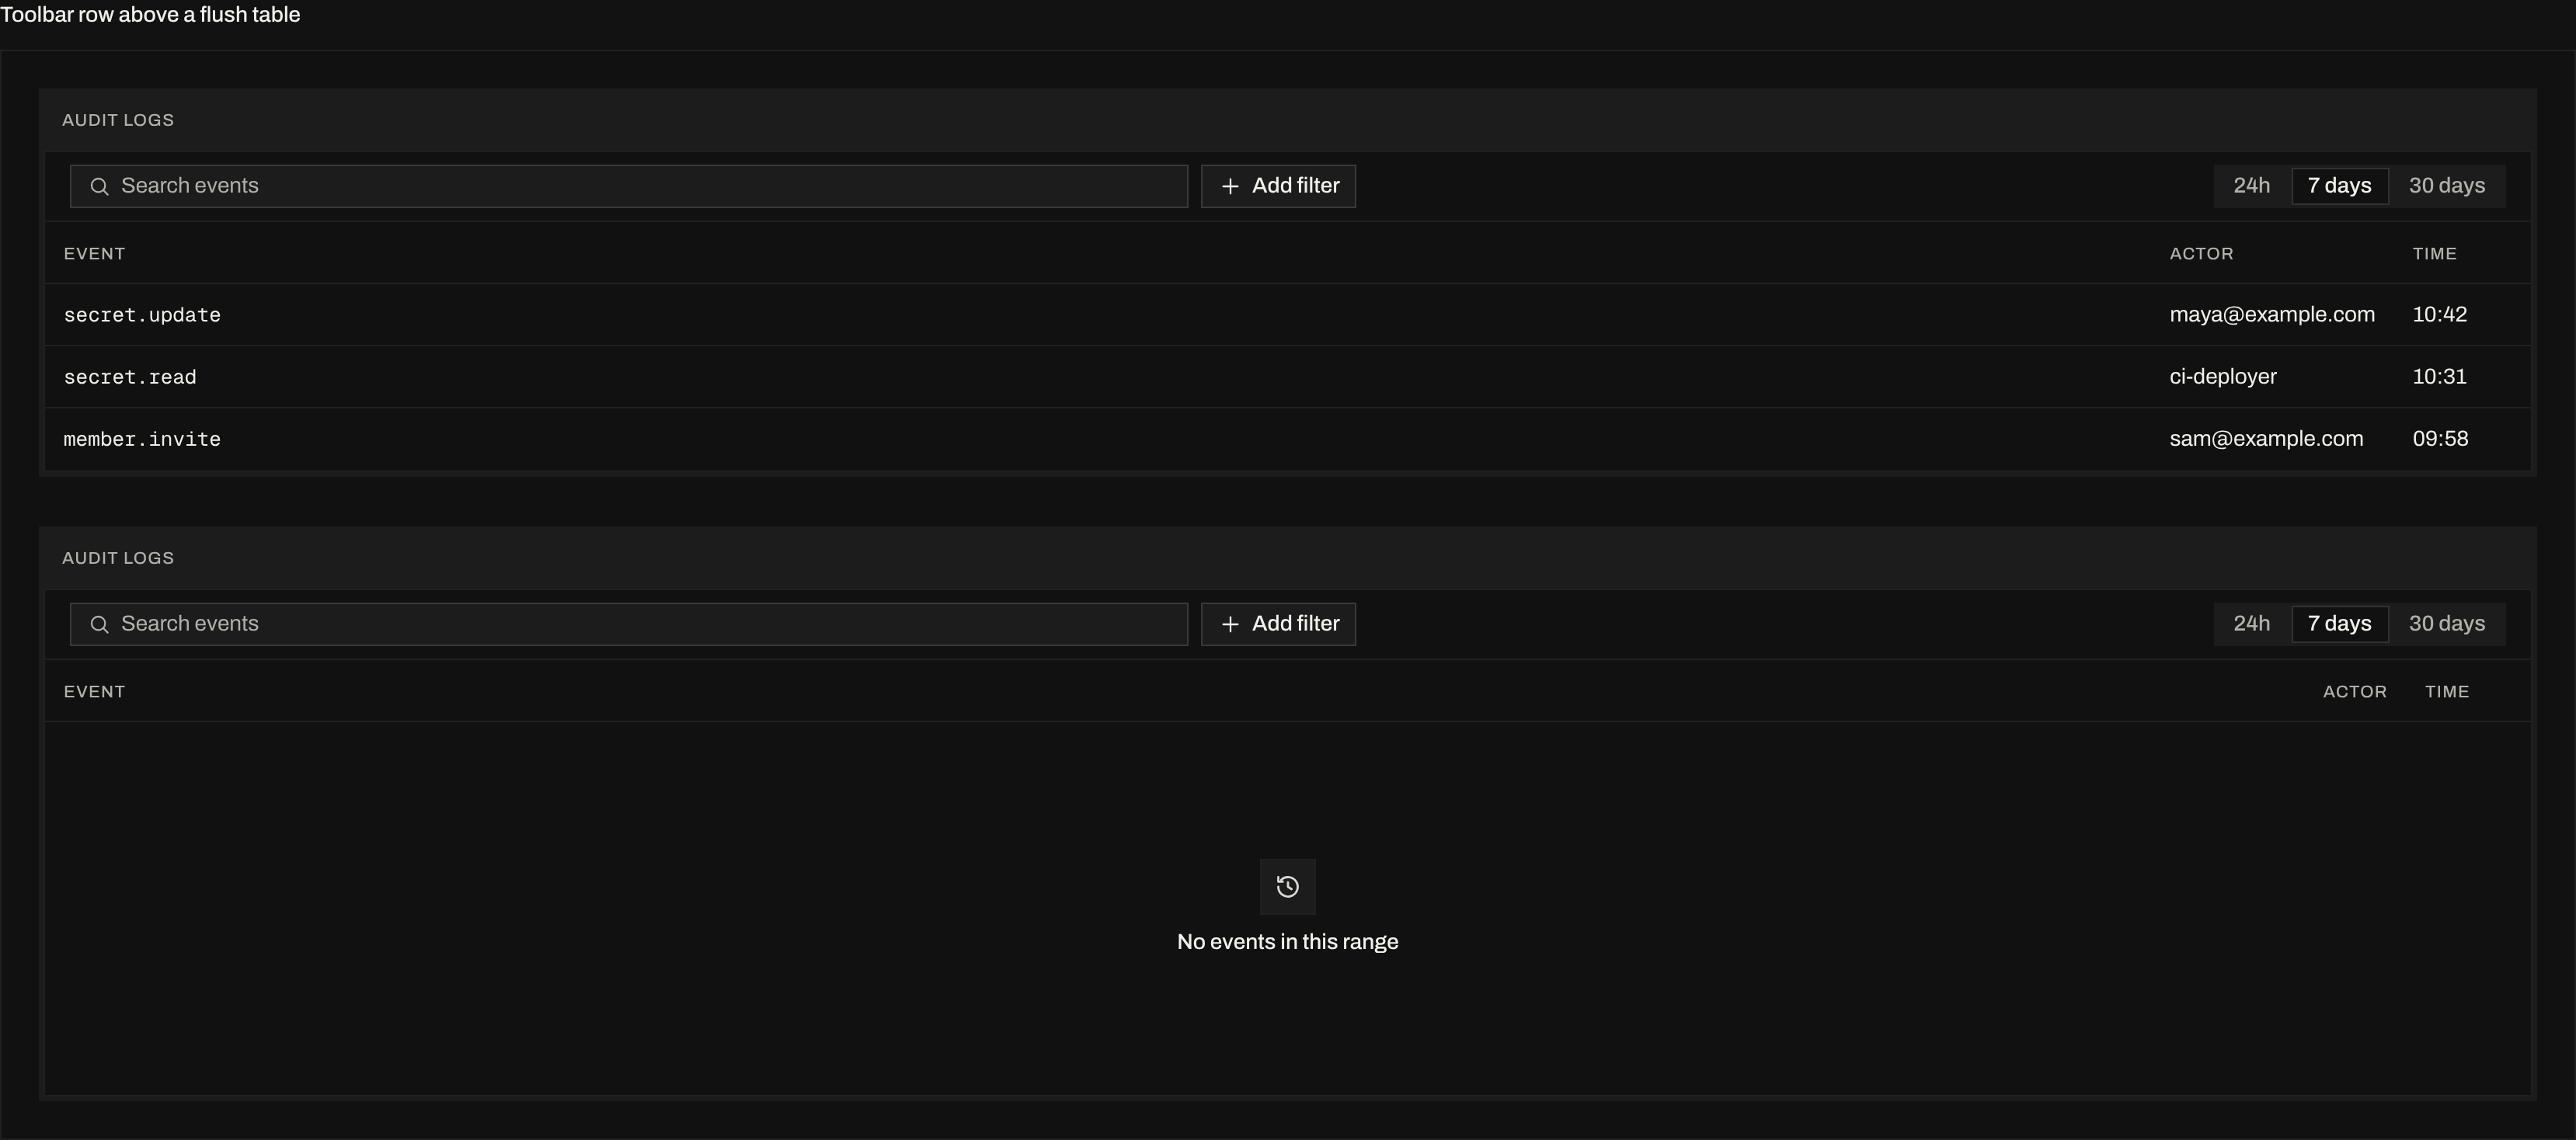 Toolbar row above a flush table
AUDIT LOGS
Search events Add filter 24h 7 days 30 days
EVENT ACTOR TIME
secret.update maya@example.com 10:42
secret.read ci-deployer 10:31
member.invite sam@example.com 09:58
AUDIT LOGS
Search events Add filter 24h 7 days 30 days
EVENT ACTOR TIME
No events in this range